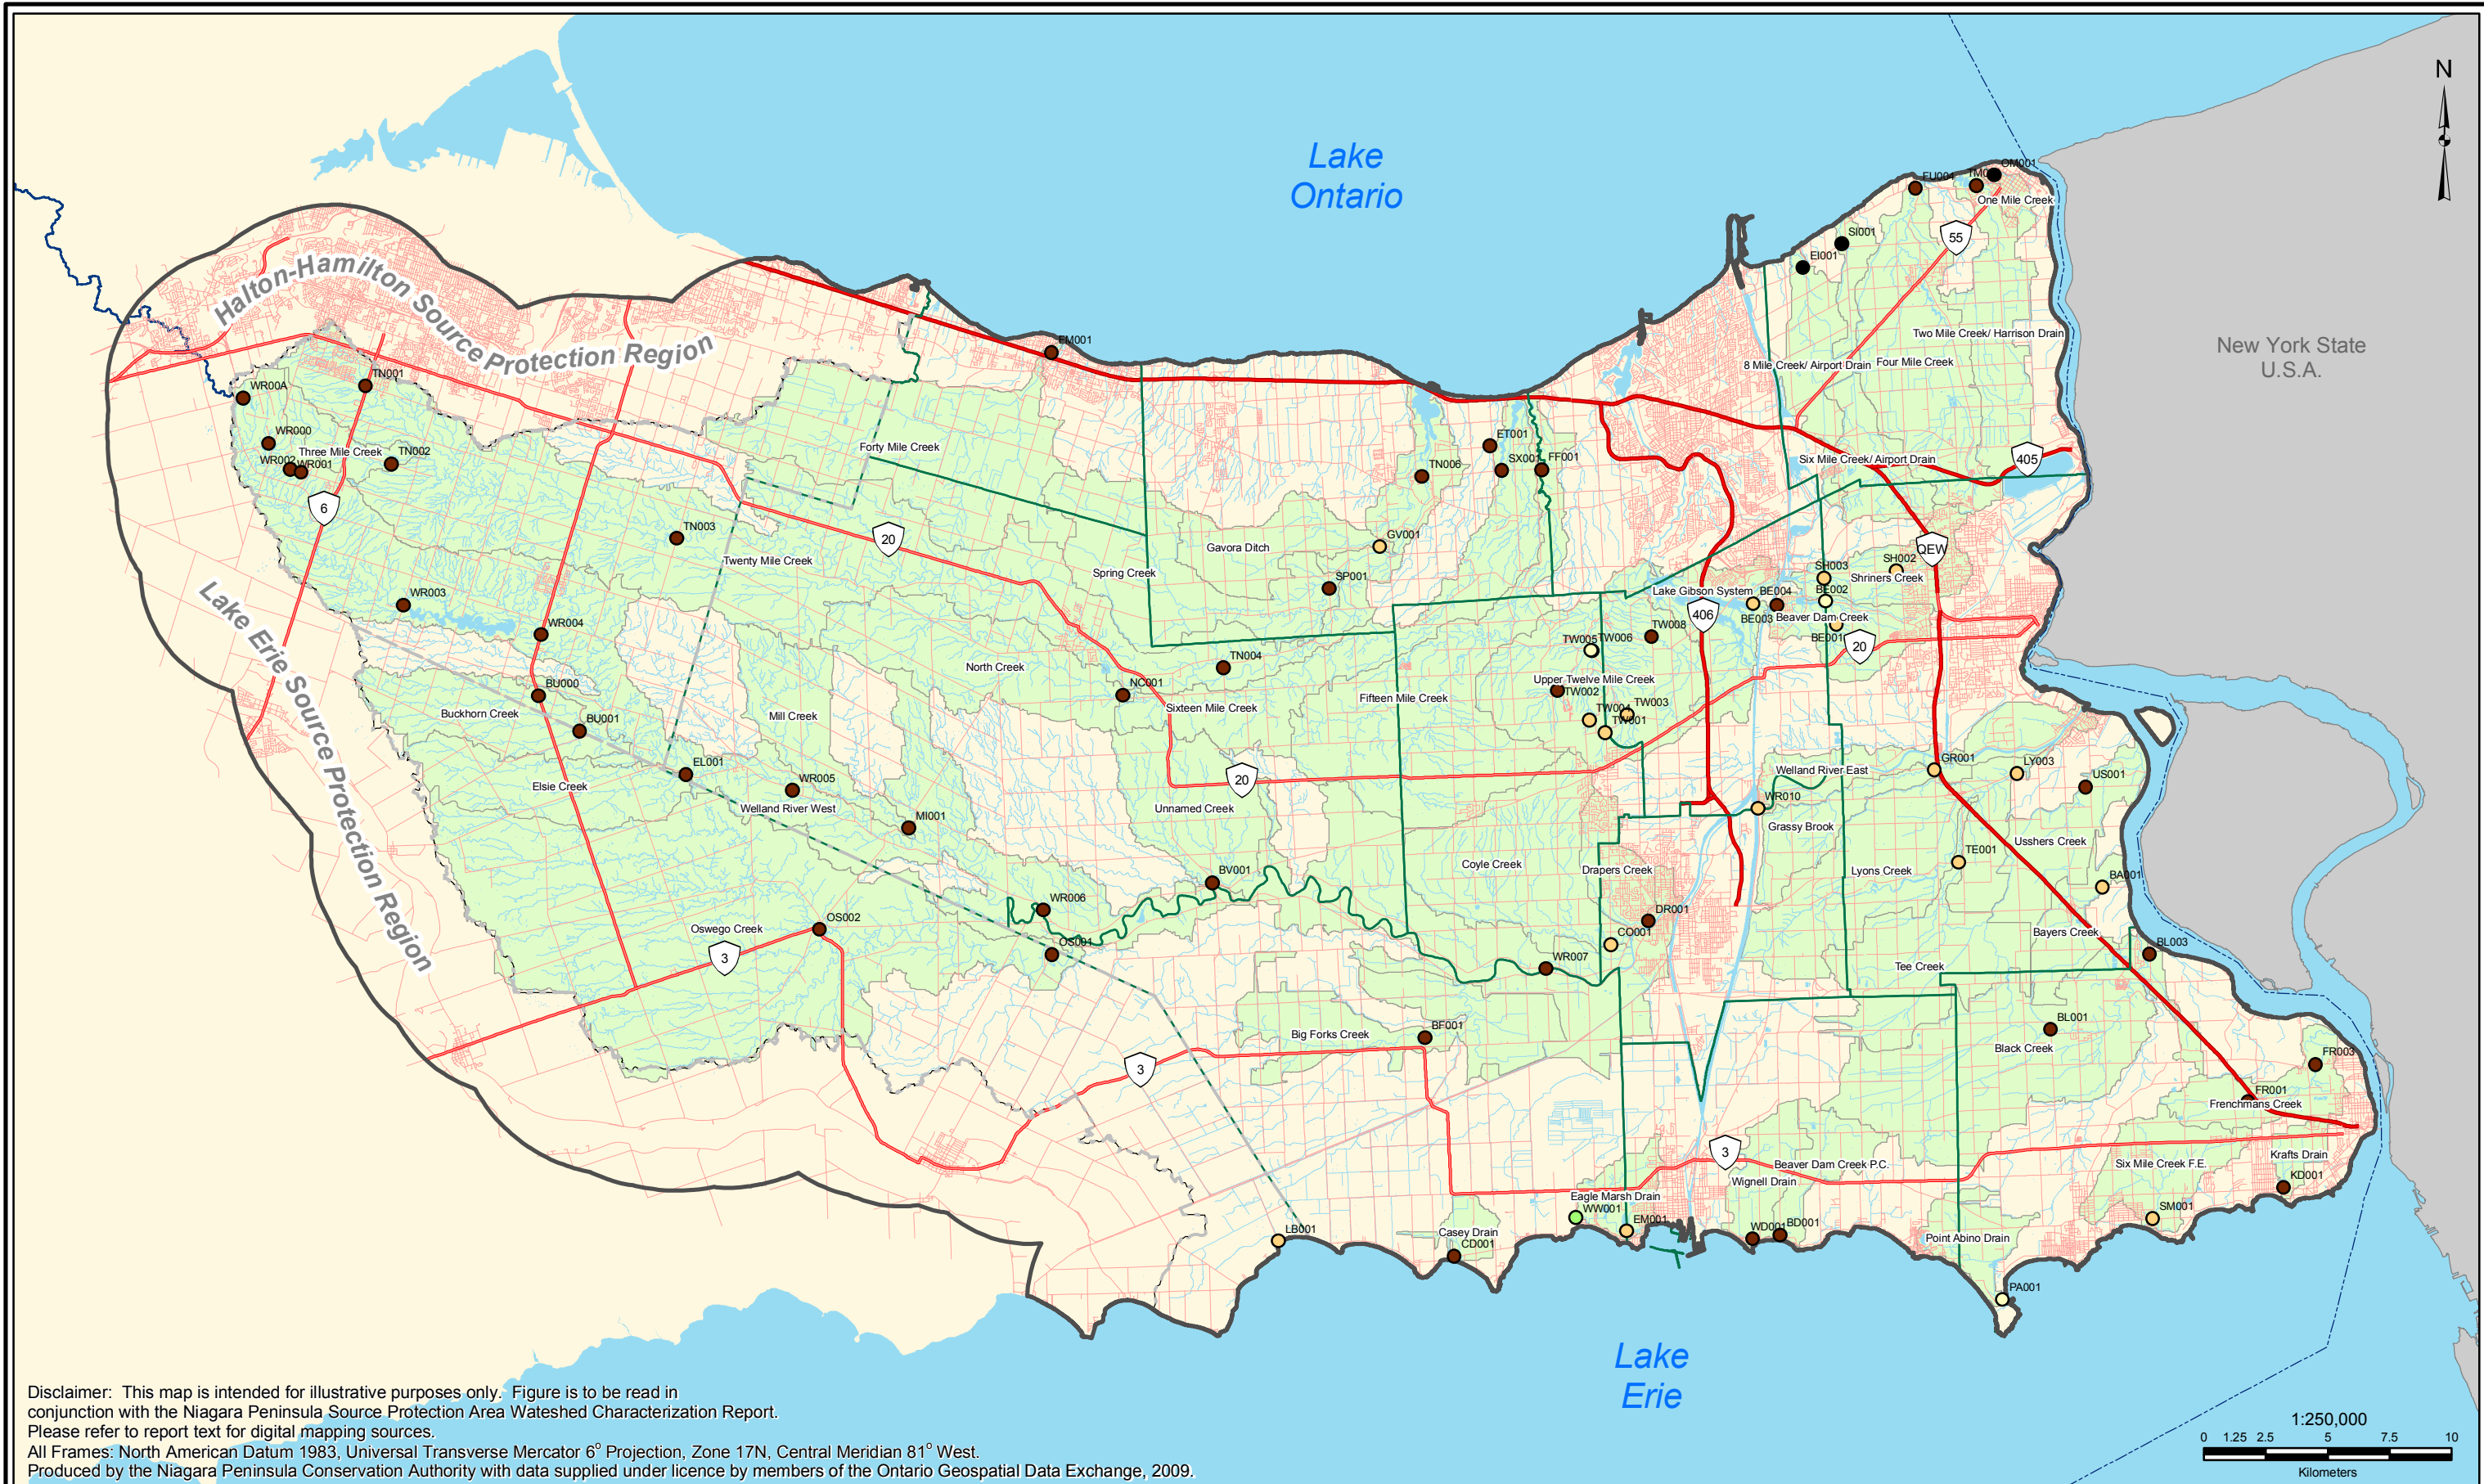 N
Lake
Ontario
OM001
FU004
One Mile Creek
55
SI001
EI001
Two Mile Creek/ Harrison Drain
8 Mile Creek/ Airport Drain
Four Mile Creek
New York State
U.S.A.
Halton-Hamilton Source Protection Region
FM001
TN001
WR00A
WR000
Three Mile Creek
WR002
WR001
TN002
6
Forty Mile Creek
ET001
SX001
FF001
TN006
Six Mile Creek/ Airport Drain
405
TN003
20
Twenty Mile Creek
Gavora Ditch
GV001
QEW
Spring Creek
SP001
SH002
SH003
Shriners Creek
Lake Gibson System
BE004
BE002
BE003
Beaver Dam Creek
BE001
406
20
WR003
WR004
Lake Erie Source Protection Region
TW005
TW006
TW008
North Creek
TN004
NC001
Sixteen Mile Creek
Fifteen Mile Creek
Upper Twelve Mile Creek
TW002
TW004
TW003
TW001
BU000
Buckhorn Creek
BU001
Mill Creek
EL001
Elsie Creek
WR005
Welland River West
MI001
20
Unnamed Creek
Welland River East
GR001
LY003
US001
WR010
Grassy Brook
Usshers Creek
Coyle Creek
Drapers Creek
Lyons Creek
TE001
BA001
BV001
WR006
OS002
Oswego Creek
3
OS001
DR001
CO001
WR007
Bayers Creek
BL003
Tee Creek
Big Forks Creek
BF001
BL001
Black Creek
FR003
3
FR001
Frenchmans Creek
3
Beaver Dam Creek P.C.
Wignell Drain
Six Mile Creek F.E.
Krafts Drain
KD001
Eagle Marsh Drain
WW001
EM001
SM001
LB001
Casey Drain
CD001
WD001
BD001
Point Abino Drain
PA001
Lake
Erie
Disclaimer: This map is intended for illustrative purposes only. Figure is to be read in
conjunction with the Niagara Peninsula Source Protection Area Wateshed Characterization Report.
Please refer to report text for digital mapping sources.
All Frames: North American Datum 1983, Universal Transverse Mercator 6° Projection, Zone 17N, Central Meridian 81° West.
Produced by the Niagara Peninsula Conservation Authority with data supplied under licence by members of the Ontario Geospatial Data Exchange, 2009.
1:250,000
0 1.25 2.5 5 7.5 10
Kilometers